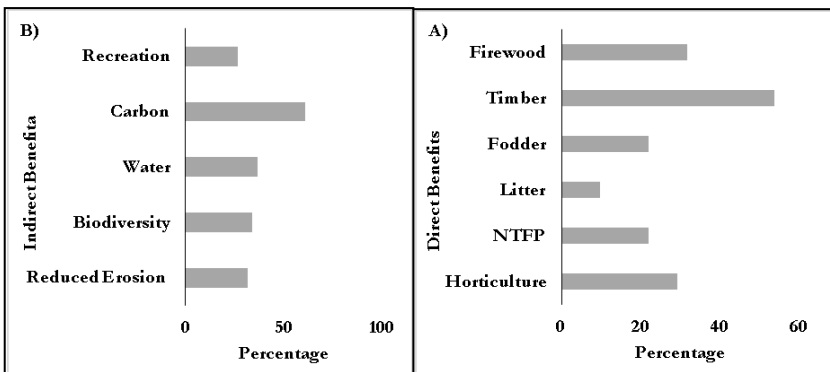 B)
Indirect Benefita
Recreation
Carbon
Water
Biodiversity
Reduced Erosion
0 50 100
Percentage
A)
Direct Benefits
Firewood
Timber
Fodder
Litter
NTFP
Horticulture
0 20 40 60
Percentage